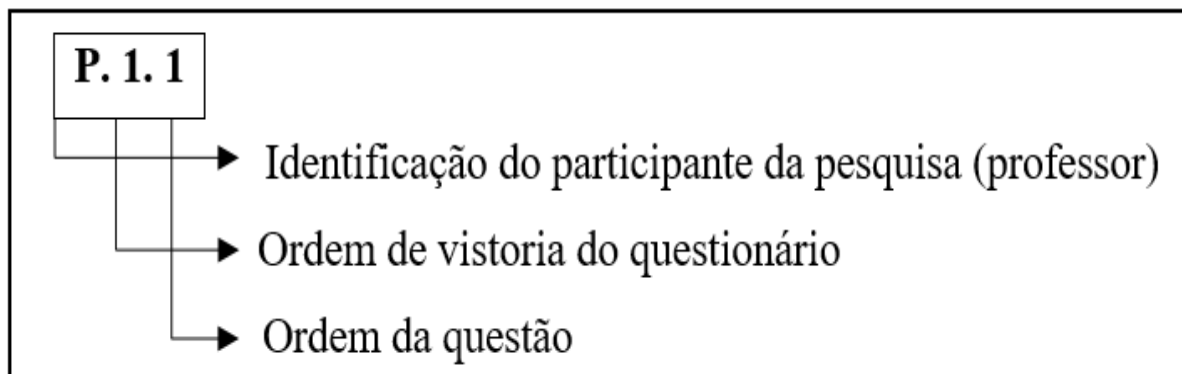 P. 1. 1
Identificação do participante da pesquisa (professor)
Ordem de vistoria do questionário
Ordem da questão